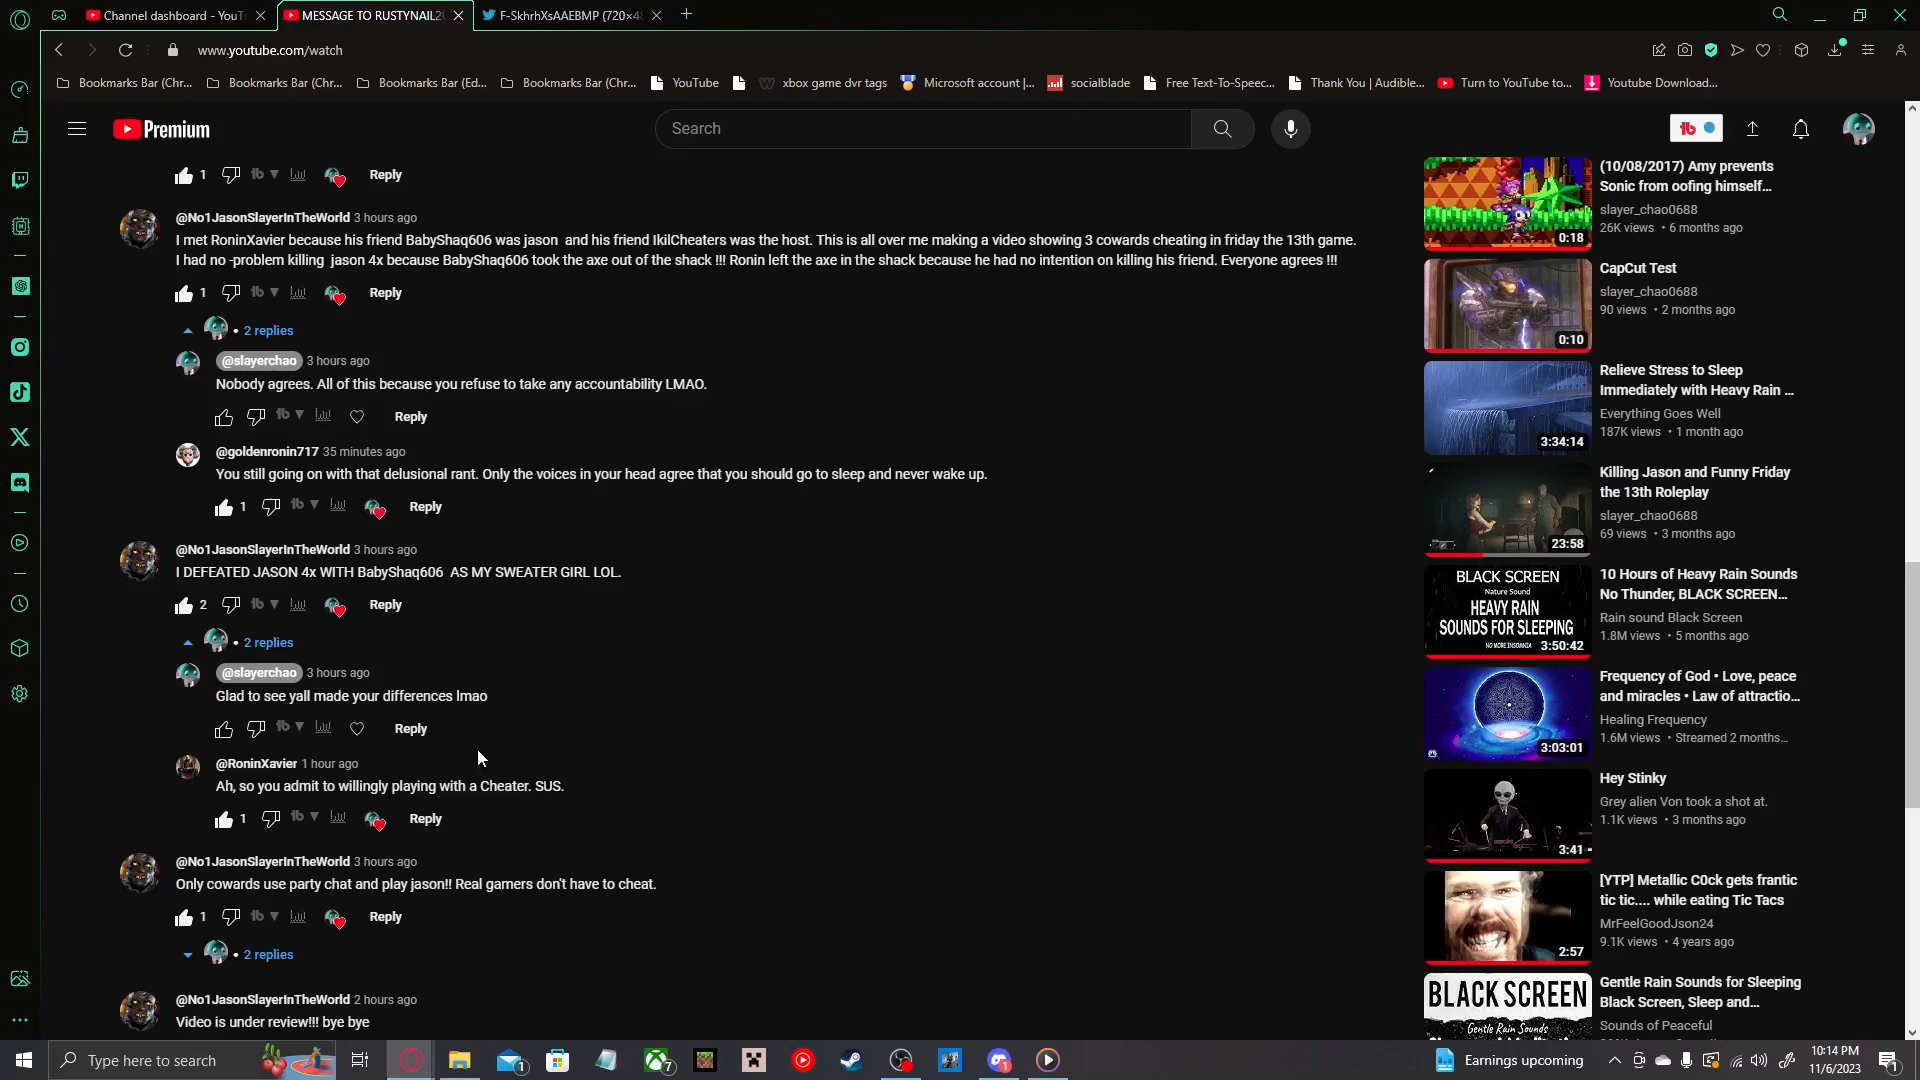 Channel dashboard - YouT
MESSAGE TO RUSTYNAIL2
F-SkhrhXsAAEBMP (720×4
www.youtube.com/watch
Bookmarks Bar (Chr...
Bookmarks Bar (Chr...
Bookmarks Bar (Ed...
Bookmarks Bar (Chr...
YouTube
xbox game dvr tags
Microsoft account |...
socialblade
Free Text-To-Speec...
Thank You | Audible...
Turn to YouTube to...
Youtube Download...
Premium
Search
1 Reply
@No1JasonSlayerInTheWorld 3 hours ago
I met RoninXavier because his friend BabyShaq606 was jason and his friend IkilCheaters was the host. This is all over me making a video showing 3 cowards cheating in friday the 13th game.
I had no -problem killing jason 4x because BabyShaq606 took the axe out of the shack !!! Ronin left the axe in the shack because he had no intention on killing his friend. Everyone agrees !!!
1 Reply
• 2 replies
@slayerchao 3 hours ago
Nobody agrees. All of this because you refuse to take any accountability LMAO.
Reply
@goldenronin717 35 minutes ago
You still going on with that delusional rant. Only the voices in your head agree that you should go to sleep and never wake up.
1 Reply
@No1JasonSlayerInTheWorld 3 hours ago
I DEFEATED JASON 4x WITH BabyShaq606 AS MY SWEATER GIRL LOL.
2 Reply
• 2 replies
@slayerchao 3 hours ago
Glad to see yall made your differences lmao
Reply
@RoninXavier 1 hour ago
Ah, so you admit to willingly playing with a Cheater. SUS.
1 Reply
@No1JasonSlayerInTheWorld 3 hours ago
Only cowards use party chat and play jason!! Real gamers don't have to cheat.
1 Reply
• 2 replies
@No1JasonSlayerInTheWorld 2 hours ago
Video is under review!!! bye bye
(10/08/2017) Amy prevents
Sonic from oofing himself...
slayer_chao0688
26K views • 6 months ago
0:18
CapCut Test
slayer_chao0688
90 views • 2 months ago
0:10
Relieve Stress to Sleep
Immediately with Heavy Rain ...
Everything Goes Well
187K views • 1 month ago
3:34:14
Killing Jason and Funny Friday
the 13th Roleplay
slayer_chao0688
69 views • 3 months ago
23:58
BLACK SCREEN
Nature Sound
HEAVY RAIN
SOUNDS FOR SLEEPING
NO MORE INSOMNIA
3:50:42
10 Hours of Heavy Rain Sounds
No Thunder, BLACK SCREEN...
Rain sound Black Screen
1.8M views • 5 months ago
Frequency of God • Love, peace
and miracles • Law of attractio...
Healing Frequency
1.6M views • Streamed 2 months...
3:03:01
Hey Stinky
Grey alien Von took a shot at.
1.1K views • 3 months ago
3:41
[YTP] Metallic C0ck gets frantic
tic tic.... while eating Tic Tacs
MrFeelGoodJson24
9.1K views • 4 years ago
2:57
BLACK SCREEN
Gentle Rain Sounds
Gentle Rain Sounds for Sleeping
Black Screen, Sleep and...
Sounds of Peaceful
Type here to search
1
7
1
Earnings upcoming
10:14 PM
11/6/2023
1